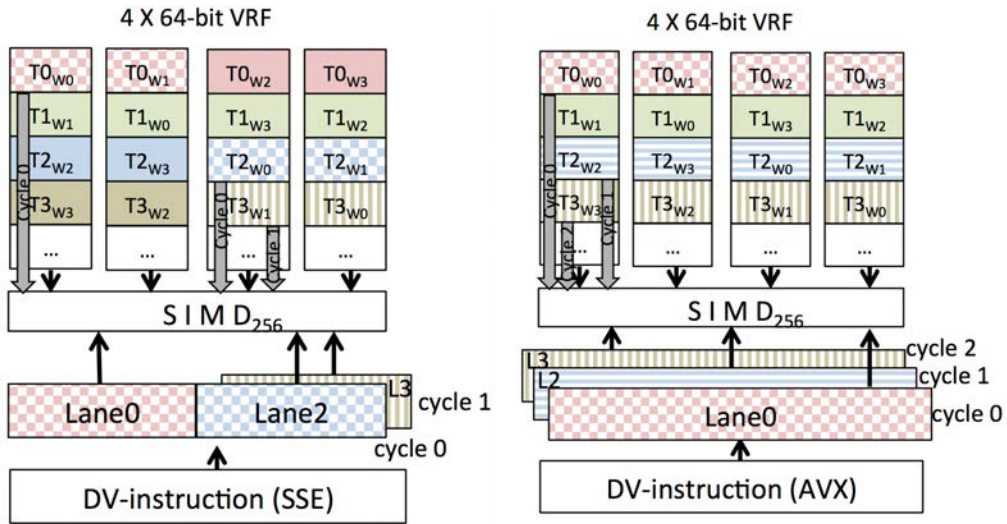 4 X 64-bit VRF
T0W0 T0W1 T0W2 T0W3
T1W1 T1W0 T1W3 T1W2
T2W2 T2W3 T2W0 T2W1
T3W3 T3W2 T3W1 T3W0
Cycle 0
Cycle 0
Cycle 1
... ... ... ...
S I M D256
L3
Lane0 Lane2
cycle 1
cycle 0
DV-instruction (SSE)
4 X 64-bit VRF
T0W0 T0W1 T0W2 T0W3
T1W1 T1W0 T1W3 T1W2
T2W2 T2W3 T2W0 T2W1
T3W3 T3W2 T3W1 T3W0
Cycle 0
Cycle 2
Cycle 1
... ... ... ...
S I M D256
L3
cycle 2
L2
cycle 1
Lane0
cycle 0
DV-instruction (AVX)